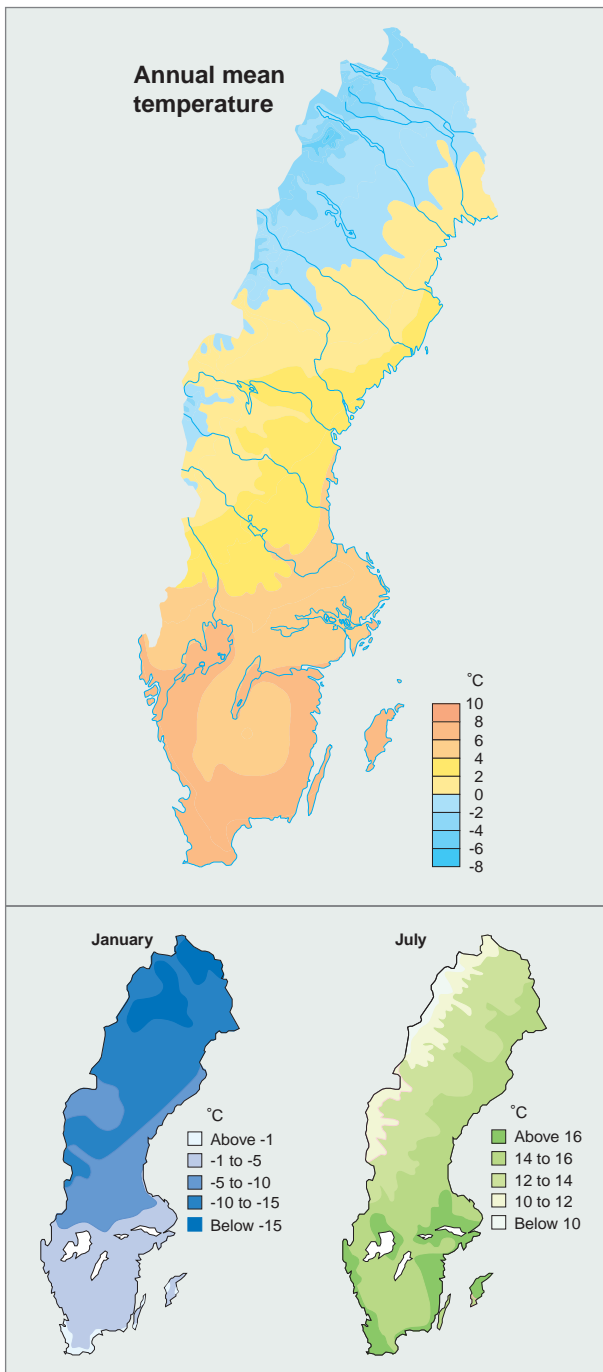 Annual mean
temperature
°C
10
8
6
4
2
0
-2
-4
-6
-8
January
°C
Above -1
-1 to -5
-5 to -10
-10 to -15
Below -15
July
°C
Above 16
14 to 16
12 to 14
10 to 12
Below 10